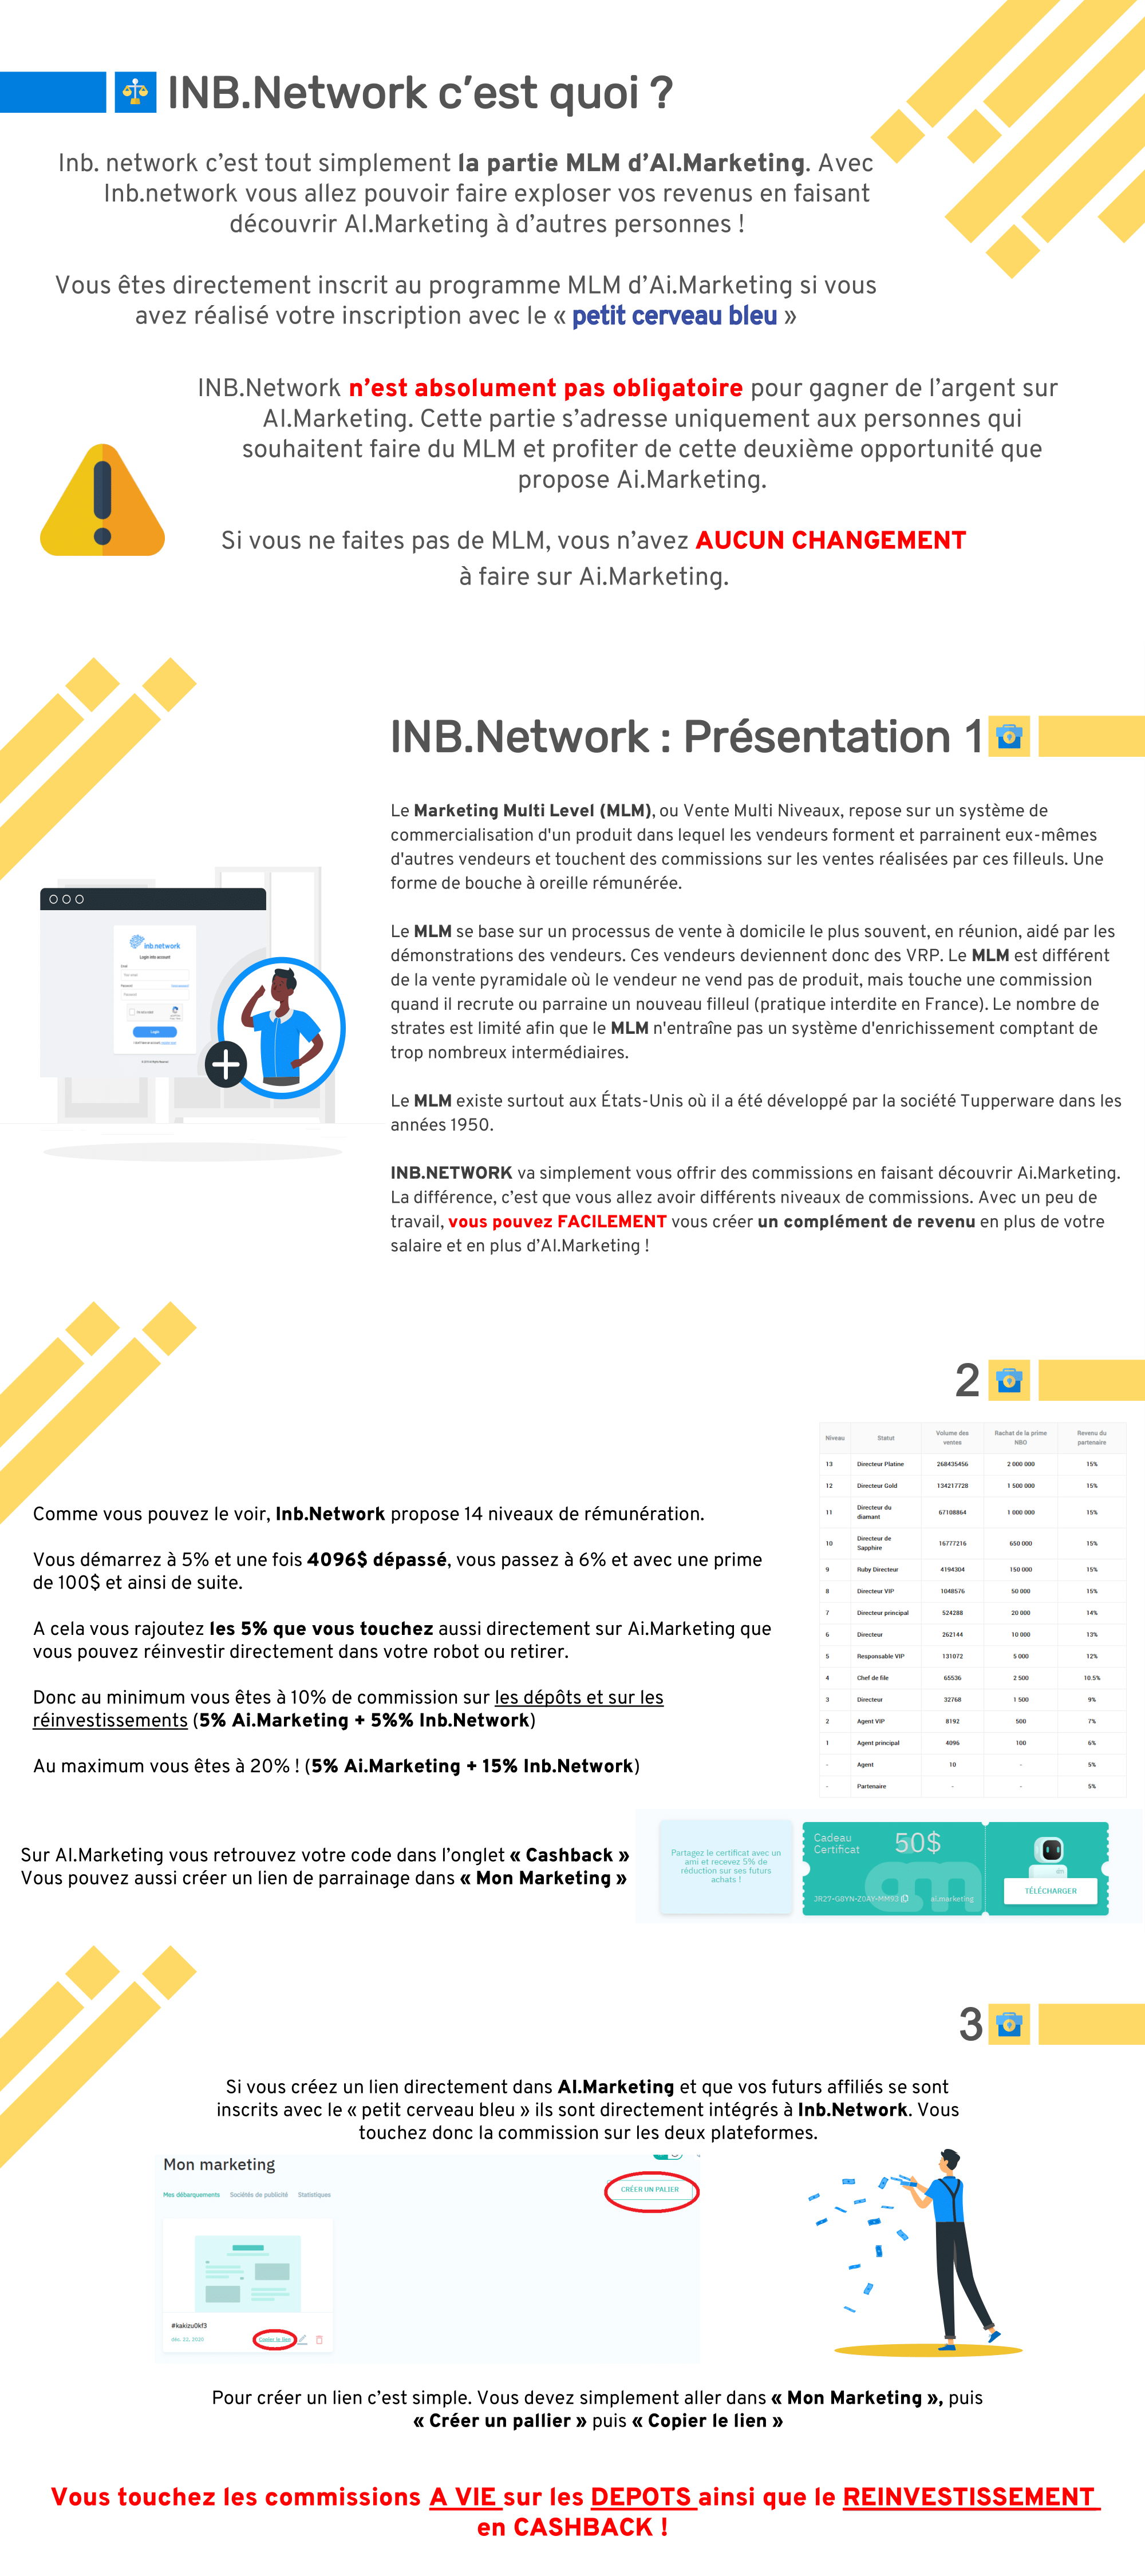 INB.Network c’est quoi ?
Inb. network c’est tout simplement la partie MLM d’AI.Marketing. Avec
Inb.network vous allez pouvoir faire exploser vos revenus en faisant
découvrir AI.Marketing à d’autres personnes !
Vous êtes directement inscrit au programme MLM d’Ai.Marketing si vous
avez réalisé votre inscription avec le « petit cerveau bleu »
INB.Network n’est absolument pas obligatoire pour gagner de l’argent sur
AI.Marketing. Cette partie s’adresse uniquement aux personnes qui
souhaitent faire du MLM et profiter de cette deuxième opportunité que
propose Ai.Marketing.
Si vous ne faites pas de MLM, vous n’avez AUCUN CHANGEMENT
à faire sur Ai.Marketing.
INB.Network : Présentation 1
Le Marketing Multi Level (MLM), ou Vente Multi Niveaux, repose sur un système de
commercialisation d'un produit dans lequel les vendeurs forment et parrainent eux-mêmes
d'autres vendeurs et touchent des commissions sur les ventes réalisées par ces filleuls. Une
forme de bouche à oreille rémunérée.
Le MLM se base sur un processus de vente à domicile le plus souvent, en réunion, aidé par les
démonstrations des vendeurs. Ces vendeurs deviennent donc des VRP. Le MLM est différent
de la vente pyramidale où le vendeur ne vend pas de produit, mais touche une commission
quand il recrute ou parraine un nouveau filleul (pratique interdite en France). Le nombre de
strates est limité afin que le MLM n'entraîne pas un système d'enrichissement comptant de
trop nombreux intermédiaires.
Le MLM existe surtout aux États-Unis où il a été développé par la société Tupperware dans les
années 1950.
INB.NETWORK va simplement vous offrir des commissions en faisant découvrir Ai.Marketing.
La différence, c’est que vous allez avoir différents niveaux de commissions. Avec un peu de
travail, vous pouvez FACILEMENT vous créer un complément de revenu en plus de votre
salaire et en plus d’AI.Marketing !
inb.network
Login into account
Email
Your email
Password
Password
Login
2
Comme vous pouvez le voir, Inb.Network propose 14 niveaux de rémunération.
Vous démarrez à 5% et une fois 4096$ dépassé, vous passez à 6% et avec une prime
de 100$ et ainsi de suite.
A cela vous rajoutez les 5% que vous touchez aussi directement sur Ai.Marketing que
vous pouvez réinvestir directement dans votre robot ou retirer.
Donc au minimum vous êtes à 10% de commission sur les dépôts et sur les
réinvestissements (5% Ai.Marketing + 5%% Inb.Network)
Au maximum vous êtes à 20% ! (5% Ai.Marketing + 15% Inb.Network)
Niveau Statut Volume des ventes Rachat de la prime NBO Revenu du partenaire
13 Directeur Platine 268435456 2 000 000 15%
12 Directeur Gold 134217728 1 500 000 15%
11 Directeur du diamant 67108864 1 000 000 15%
10 Directeur de Sapphire 16777216 650 000 15%
9 Ruby Directeur 4194304 150 000 15%
8 Directeur VIP 1048576 50 000 15%
7 Directeur principal 524288 20 000 14%
6 Directeur 262144 10 000 13%
5 Responsable VIP 131072 5 000 12%
4 Chef de file 65536 2 500 10.5%
3 Directeur 32768 1 500 9%
2 Agent VIP 8192 500 7%
1 Agent principal 4096 100 6%
- Agent 10 - 5%
- Partenaire - - 5%
Sur AI.Marketing vous retrouvez votre code dans l’onglet « Cashback »
Vous pouvez aussi créer un lien de parrainage dans « Mon Marketing »
Partagez le certificat avec un
ami et recevez 5% de
réduction sur ses futurs
achats !
Cadeau
Certificat
50$
JR27-G8YN-Z0AY-MM93
ai.marketing
TÉLÉCHARGER
3
Si vous créez un lien directement dans AI.Marketing et que vos futurs affiliés se sont
inscrits avec le « petit cerveau bleu » ils sont directement intégrés à Inb.Network. Vous
touchez donc la commission sur les deux plateformes.
Mon marketing
CRÉER UN PALIER
Mes débarquements Sociétés de publicité Statistiques
#kakizu0kf3
déc. 23, 2020
Copier le lien
Pour créer un lien c’est simple. Vous devez simplement aller dans « Mon Marketing », puis
« Créer un pallier » puis « Copier le lien »
Vous touchez les commissions A VIE sur les DEPOTS ainsi que le REINVESTISSEMENT
en CASHBACK !